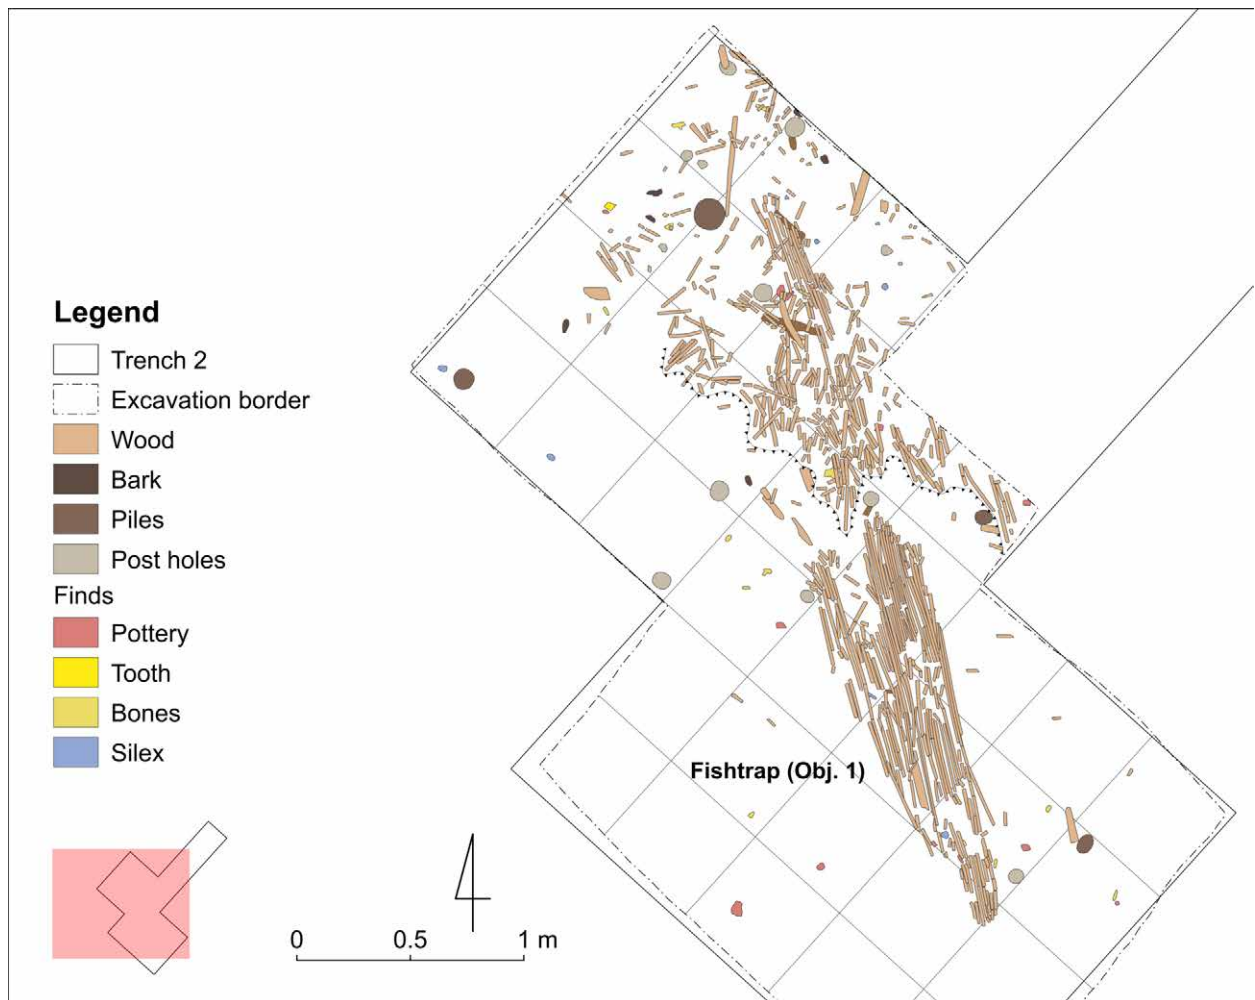 Legend
Trench 2
Excavation border
Wood
Bark
Piles
Post holes
Finds
Pottery
Tooth
Bones
Silex
Fishtrap (Obj. 1)
0 0.5 1 m